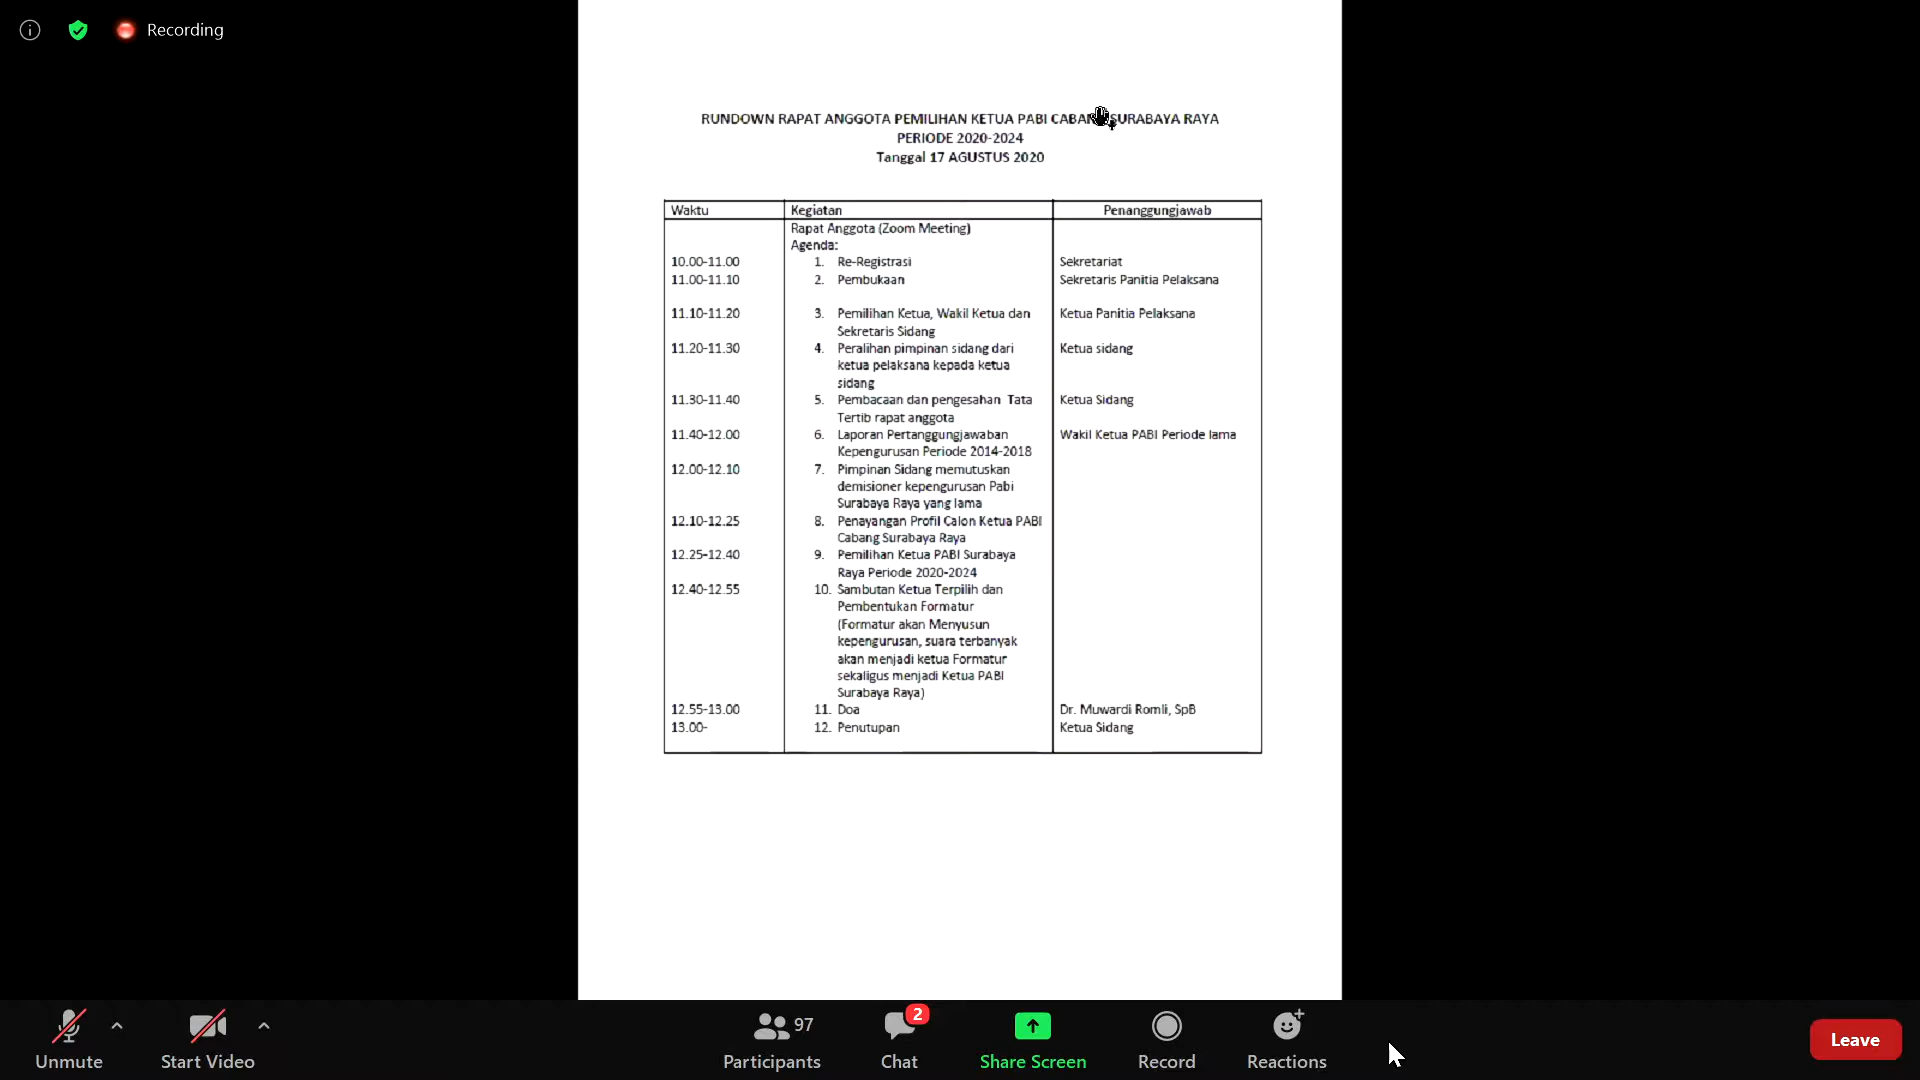 Recording
RUNDOWN RAPAT ANGGOTA PEMILIHAN KETUA PABI CABANG SURABAYA RAYA
PERIODE 2020-2024
Tanggal 17 AGUSTUS 2020
Waktu Kegiatan Penanggungjawab
Rapat Anggota (Zoom Meeting)
Agenda:
10.00-11.00 1. Re-Registrasi Sekretariat
11.00-11.10 2. Pembukaan Sekretaris Panitia Pelaksana
11.10-11.20 3. Pemilihan Ketua, Wakil Ketua dan Ketua Panitia Pelaksana
Sekretaris Sidang
11.20-11.30 4. Peralihan pimpinan sidang dari Ketua sidang
ketua pelaksana kepada ketua
sidang
11.30-11.40 5. Pembacaan dan pengesahan Tata Ketua Sidang
Tertib rapat anggota
11.40-12.00 6. Laporan Pertanggungjawaban Wakil Ketua PABI Periode lama
Kepengurusan Periode 2014-2018
12.00-12.10 7. Pimpinan Sidang memutuskan
demisioner kepengurusan Pabi
Surabaya Raya yang lama
12.10-12.25 8. Penayangan Profil Calon Ketua PABI
Cabang Surabaya Raya
12.25-12.40 9. Pemilihan Ketua PABI Surabaya
Raya Periode 2020-2024
12.40-12.55 10. Sambutan Ketua Terpilih dan
Pembentukan Formatur
(Formatur akan Menyusun
kepengurusan, suara terbanyak
akan menjadi ketua Formatur
sekaligus menjadi Ketua PABI
Surabaya Raya)
12.55-13.00 11. Doa Dr. Muwardi Romli, SpB
13.00- 12. Penutupan Ketua Sidang
97 2
Unmute Start Video Participants Chat Share Screen Record Reactions Leave